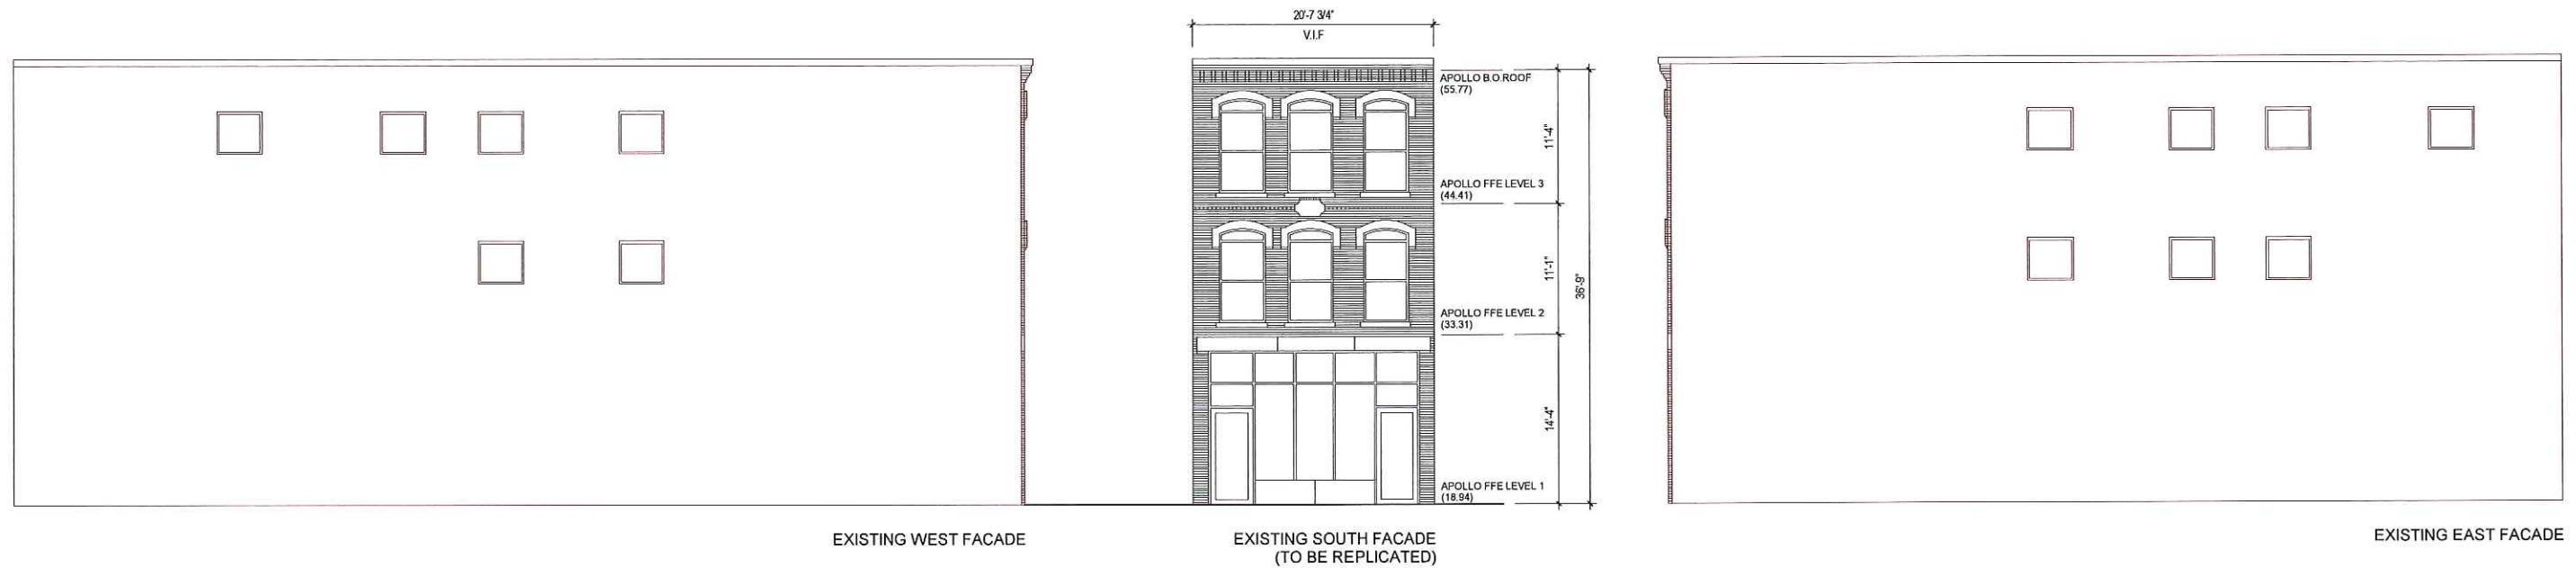 20'-7 3/4"
V.I.F
APOLLO B.O.ROOF
(55.77)
11'-4"
APOLLO FFE LEVEL 3
(44.41)
11'-1"
36'-9"
APOLLO FFE LEVEL 2
(33.31)
14'-4"
APOLLO FFE LEVEL 1
(18.94)
EXISTING WEST FACADE
EXISTING SOUTH FACADE
(TO BE REPLICATED)
EXISTING EAST FACADE